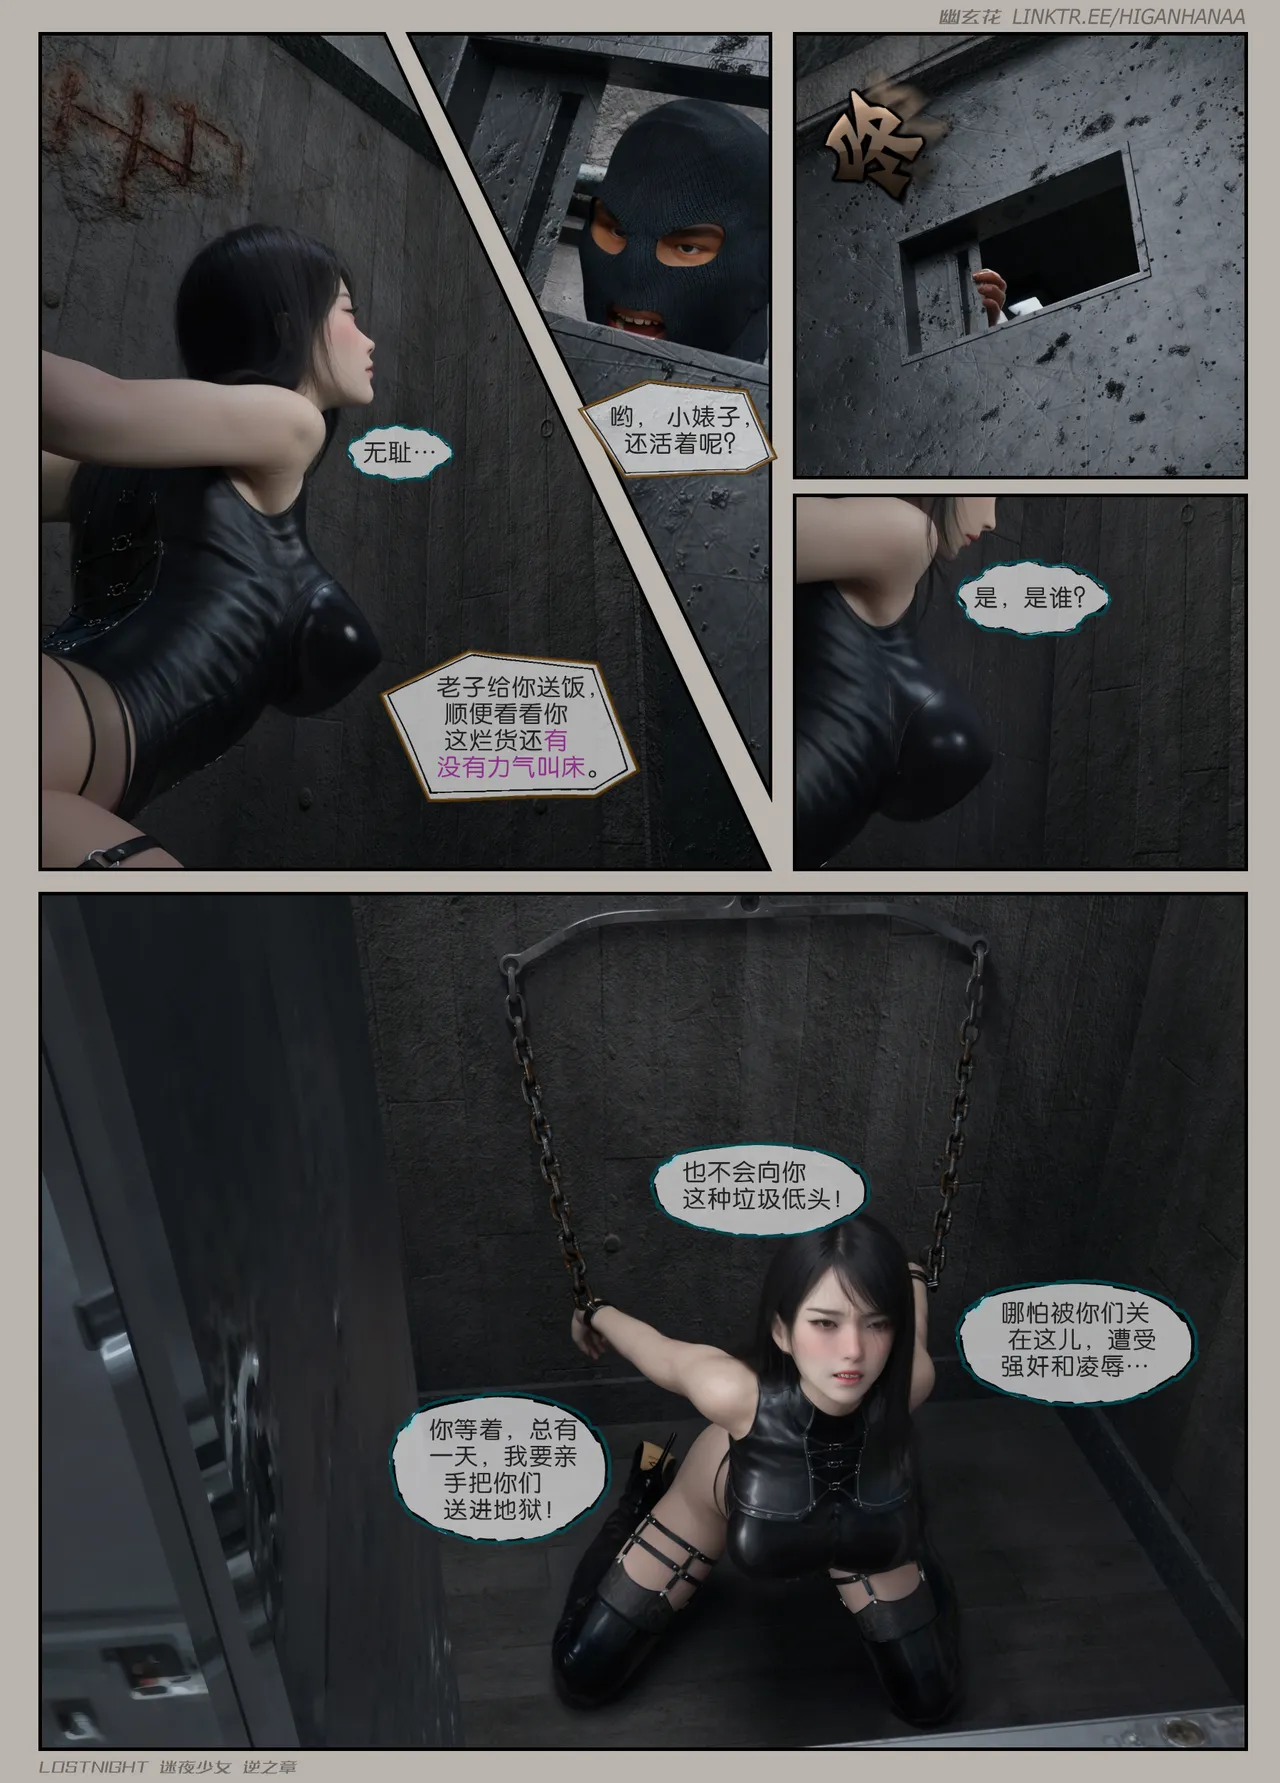 幽玄花 LINKTR.EE/HIGANHANAA
咚
是，是谁？
哟，小婊子，
还活着呢？
无耻…
老子给你送饭，
顺便看看你
这烂货还有
没有力气叫床。
哪怕被你们关
在这儿，遭受
强奸和凌辱…
也不会向你
这种垃圾低头！
你等着，总有
一天，我要亲
手把你们
送进地狱！
LOSTNIGHT 迷夜少女 逆之章